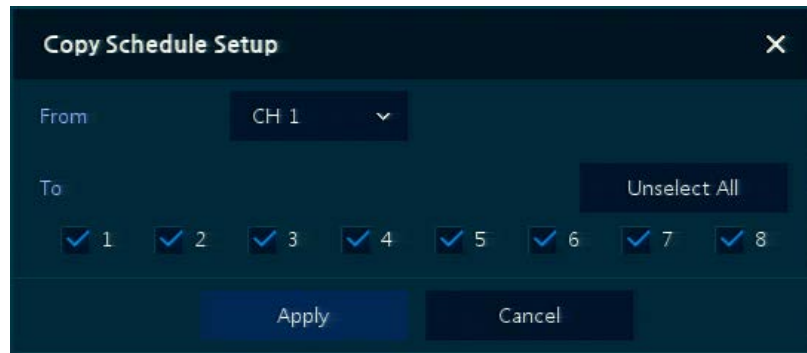 Copy Schedule Setup
From CH 1
To Unselect All
1 2 3 4 5 6 7 8
Apply Cancel